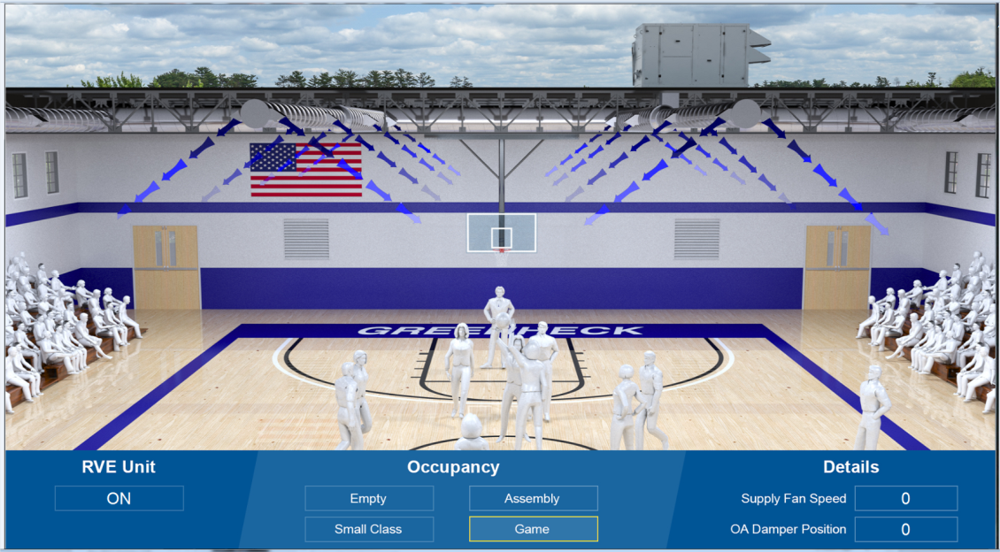 GREENHECK
RVE Unit
ON
Occupancy
Empty
Assembly
Small Class
Game
Details
Supply Fan Speed
0
OA Damper Position
0